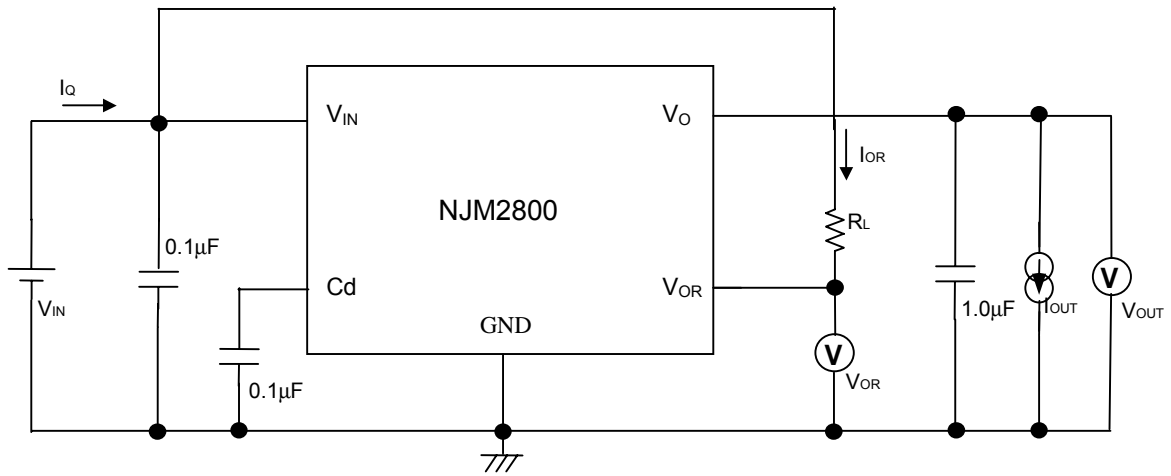 IQ
VIN
VO
IOR
NJM2800
RL
0.1μF
Cd
VOR
VIN
GND
1.0μF
IOUT
V
VOUT
V
VOR
0.1μF